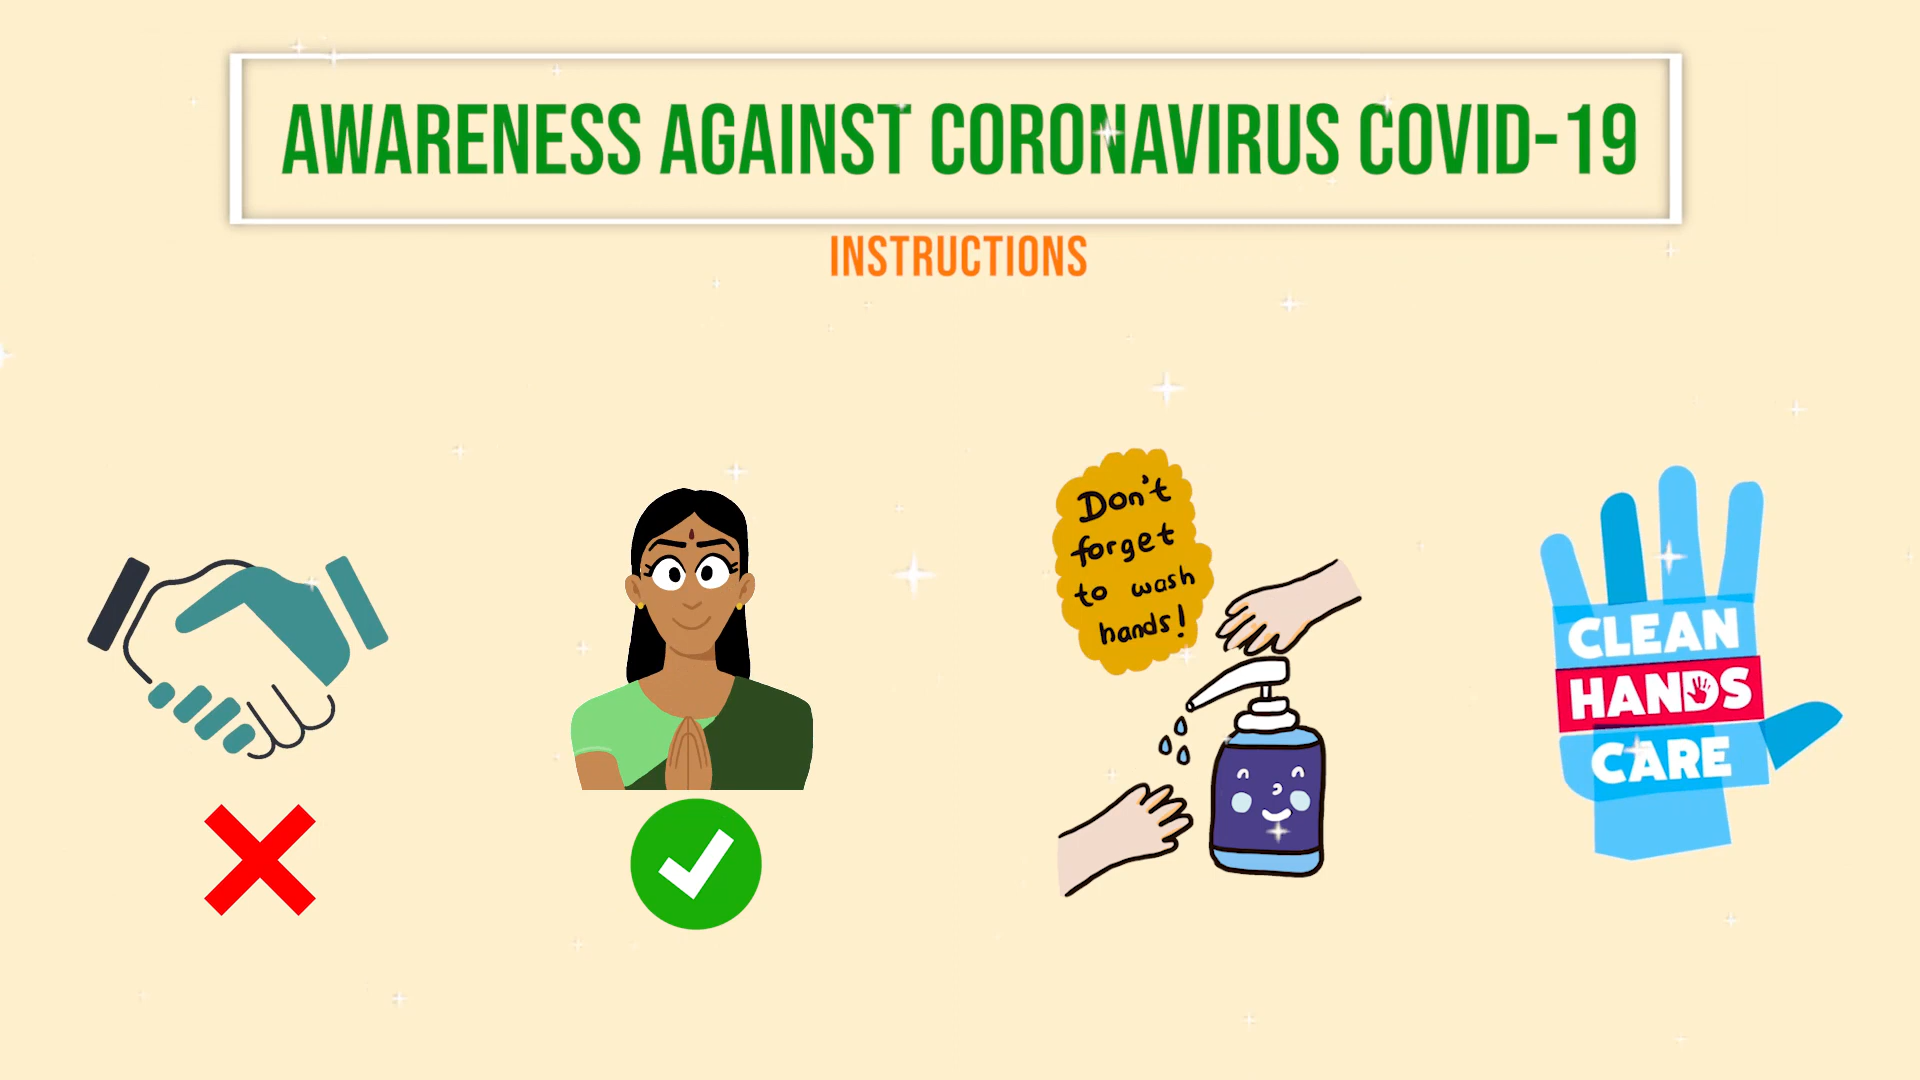 AWARENESS AGAINST CORONAVIRUS COVID-19
INSTRUCTIONS
Don't
forget
to wash
hands!
CLEAN
HANDS
CARE